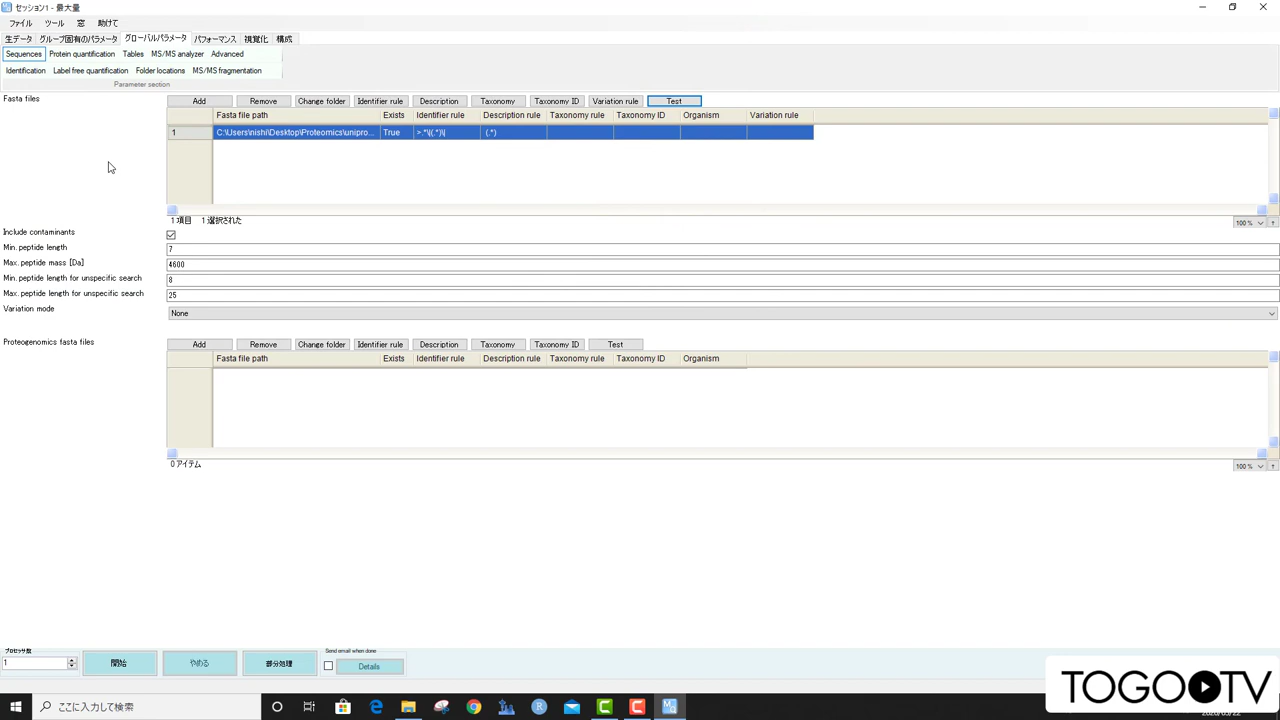 セッション1 - 最大量
ファイル ツール 窓 助けて
生データ グループ固有のパラメータ グローバルパラメータ パフォーマンス 視覚化 構成
Sequences Protein quantification Tables MS/MS analyzer Advanced
Identification Label free quantification Folder locations MS/MS fragmentation
Parameter section
Fasta files
Add Remove Change folder Identifier rule Description Taxonomy Taxonomy ID Variation rule Test
Fasta file path Exists Identifier rule Description rule Taxonomy rule Taxonomy ID Organism Variation rule
1 C:\Users\nishi\Desktop\Proteomics\unipro... True >.*\|(.*)\| (.*)
1 項目 1 選択された
100 %
Include contaminants
Min. peptide length
7
Max. peptide mass [Da]
4600
Min. peptide length for unspecific search
8
Max. peptide length for unspecific search
25
Variation mode
None
Proteogenomics fasta files
Add Remove Change folder Identifier rule Description Taxonomy Taxonomy ID Test
Fasta file path Exists Identifier rule Description rule Taxonomy rule Taxonomy ID Organism
0 アイテム
100 %
プロセッサ数
1
開始 やめる 部分処理
Send email when done
Details
ここに入力して検索
TOGO TV